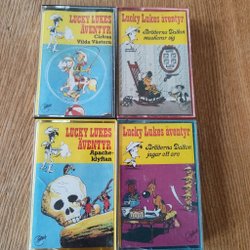 LUCKY LUKES
ÄVENTYR
Cirkus
Vilda Västern
Lucky Lukes äventyr
Bröderna Dalton
maskerar sig
LUCKY LUKES
ÄVENTYR
Apache-
klyftan
Lucky Lukes äventyr
Bröderna Dalton
jagar ett arv